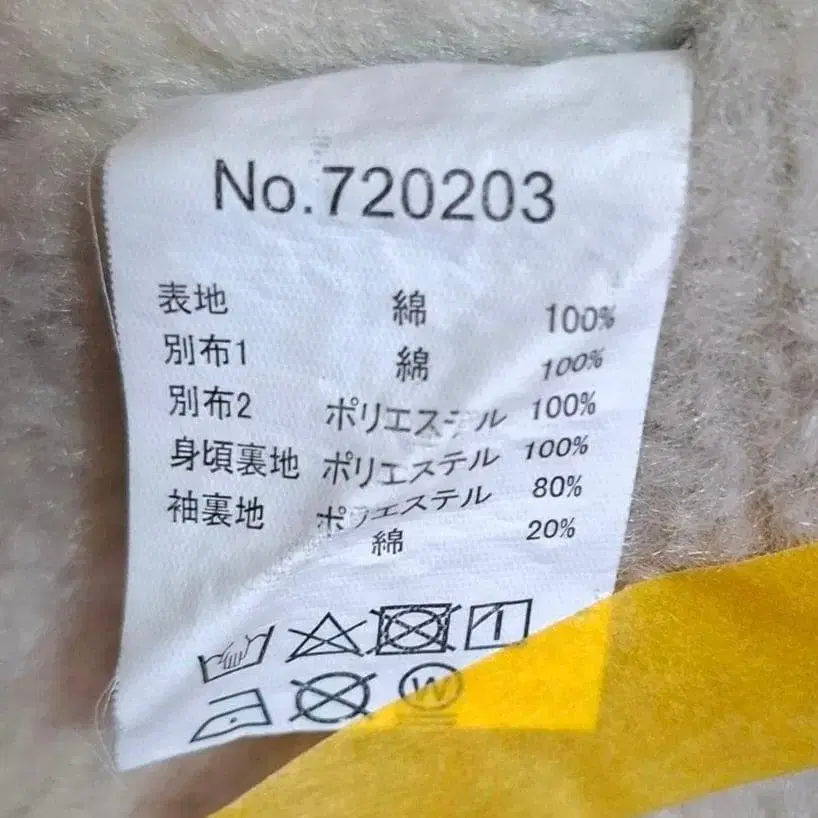 No.720203
表地 綿 100%
別布1 綿 100%
別布2 ポリエステル 100%
身頃裏地 ポリエステル 100%
袖裏地 ポリエステル 80%
綿 20%
W